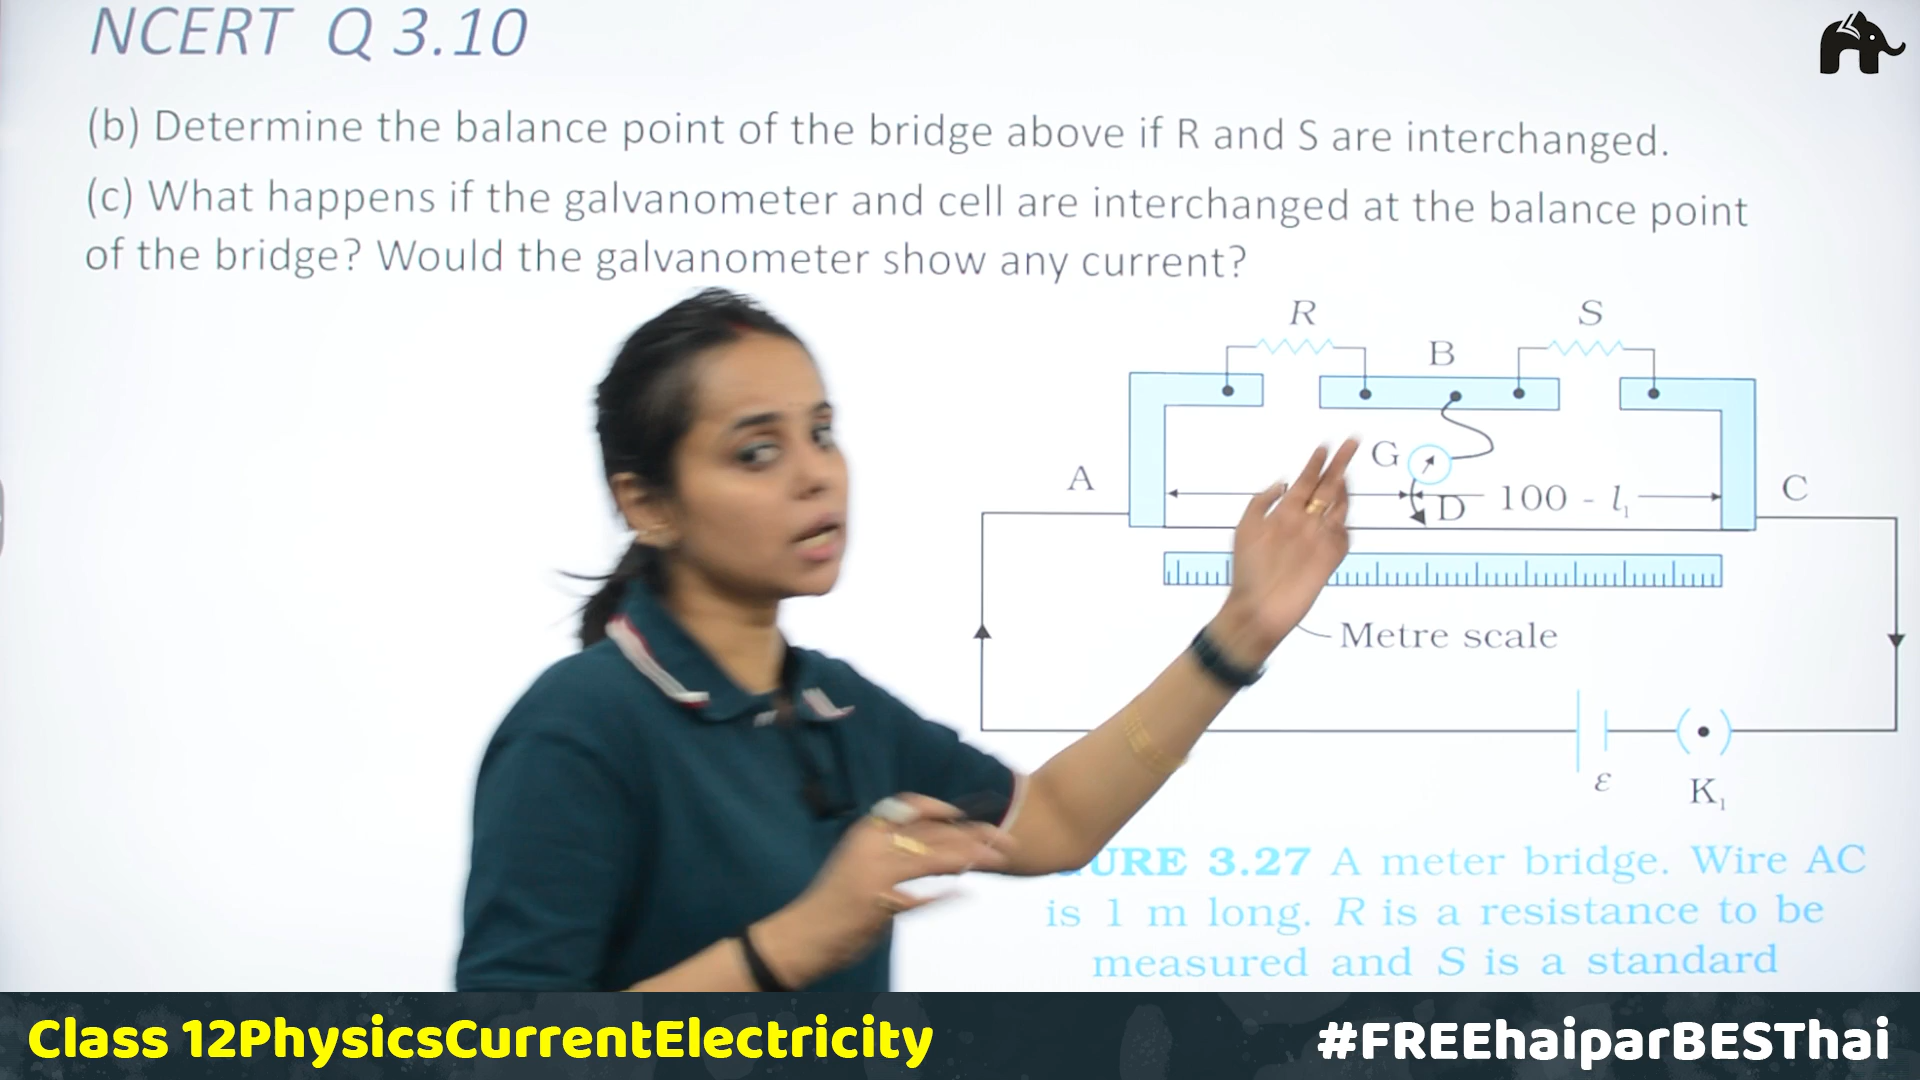 NCERT Q 3.10
(b) Determine the balance point of the bridge above if R and S are interchanged.
(c) What happens if the galvanometer and cell are interchanged at the balance point
of the bridge? Would the galvanometer show any current?
R
S
B
G
A
D
100 - l₁
C
Metre scale
ε
K₁
URE 3.27 A meter bridge. Wire AC
is 1 m long. R is a resistance to be
measured and S is a standard
Class 12PhysicsCurrentElectricity
#FREEhaiparBESThai